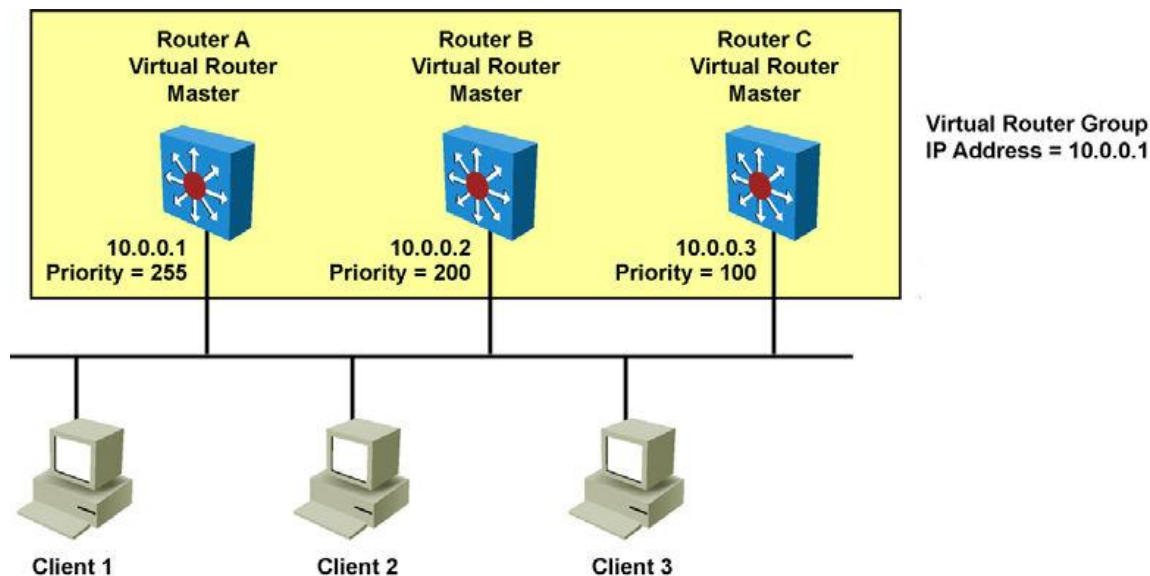 Router A
Virtual Router
Master
Router B
Virtual Router
Master
Router C
Virtual Router
Master
Virtual Router Group
IP Address = 10.0.0.1
10.0.0.1
Priority = 255
10.0.0.2
Priority = 200
10.0.0.3
Priority = 100
Client 1
Client 2
Client 3